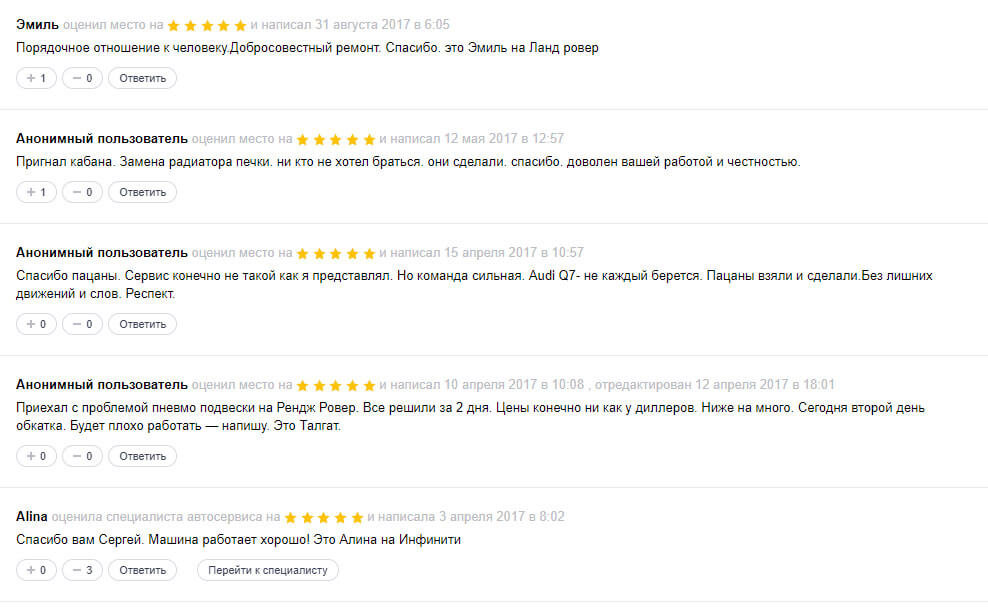 Эмиль оценил место на и написал 31 августа 2017 в 6:05
Порядочное отношение к человеку.Добросовестный ремонт. Спасибо. это Эмиль на Ланд ровер
+ 1 − 0 Ответить
Анонимный пользователь оценил место на и написал 12 мая 2017 в 12:57
Пригнал кабана. Замена радиатора печки. ни кто не хотел браться. они сделали. спасибо. доволен вашей работой и честностью.
+ 1 − 0 Ответить
Анонимный пользователь оценил место на и написал 15 апреля 2017 в 10:57
Спасибо пацаны. Сервис конечно не такой как я представлял. Но команда сильная. Audi Q7- не каждый берется. Пацаны взяли и сделали.Без лишних
движений и слов. Респект.
+ 0 − 0 Ответить
Анонимный пользователь оценил место на и написал 10 апреля 2017 в 10:08 , отредактирован 12 апреля 2017 в 18:01
Приехал с проблемой пневмо подвески на Рендж Ровер. Все решили за 2 дня. Цены конечно ни как у диллеров. Ниже на много. Сегодня второй день
обкатка. Будет плохо работать — напишу. Это Талгат.
+ 0 − 0 Ответить
Alina оценила специалиста автосервиса на и написала 3 апреля 2017 в 8:02
Спасибо вам Сергей. Машина работает хорошо! Это Алина на Инфинити
+ 0 − 3 Ответить Перейти к специалисту